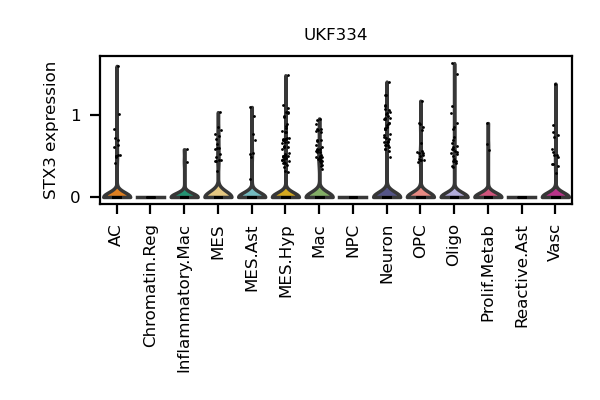 UKF334
STX3 expression
1
0
AC
Chromatin.Reg
Inflammatory.Mac
MES
MES.Ast
MES.Hyp
Mac
NPC
Neuron
OPC
Oligo
Prolif.Metab
Reactive.Ast
Vasc